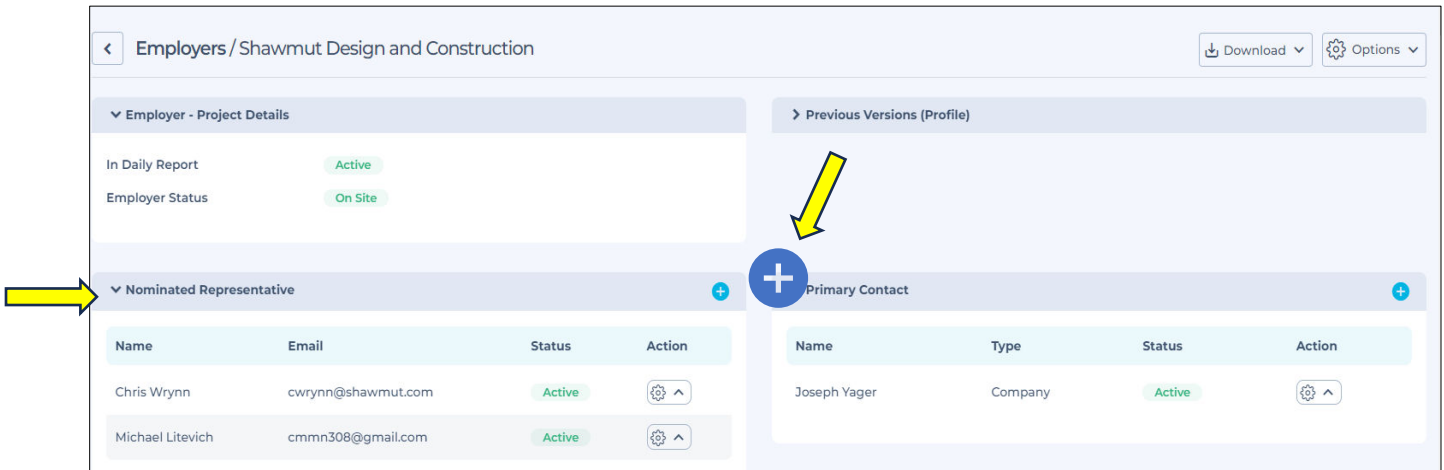 Employers / Shawmut Design and Construction
Download
Options
Employer - Project Details
Previous Versions (Profile)
In Daily Report Active
Employer Status On Site
Nominated Representative
Primary Contact
Name Email Status Action
Chris Wrynn cwrynn@shawmut.com Active
Michael Litevich cmmn308@gmail.com Active
Name Type Status Action
Joseph Yager Company Active